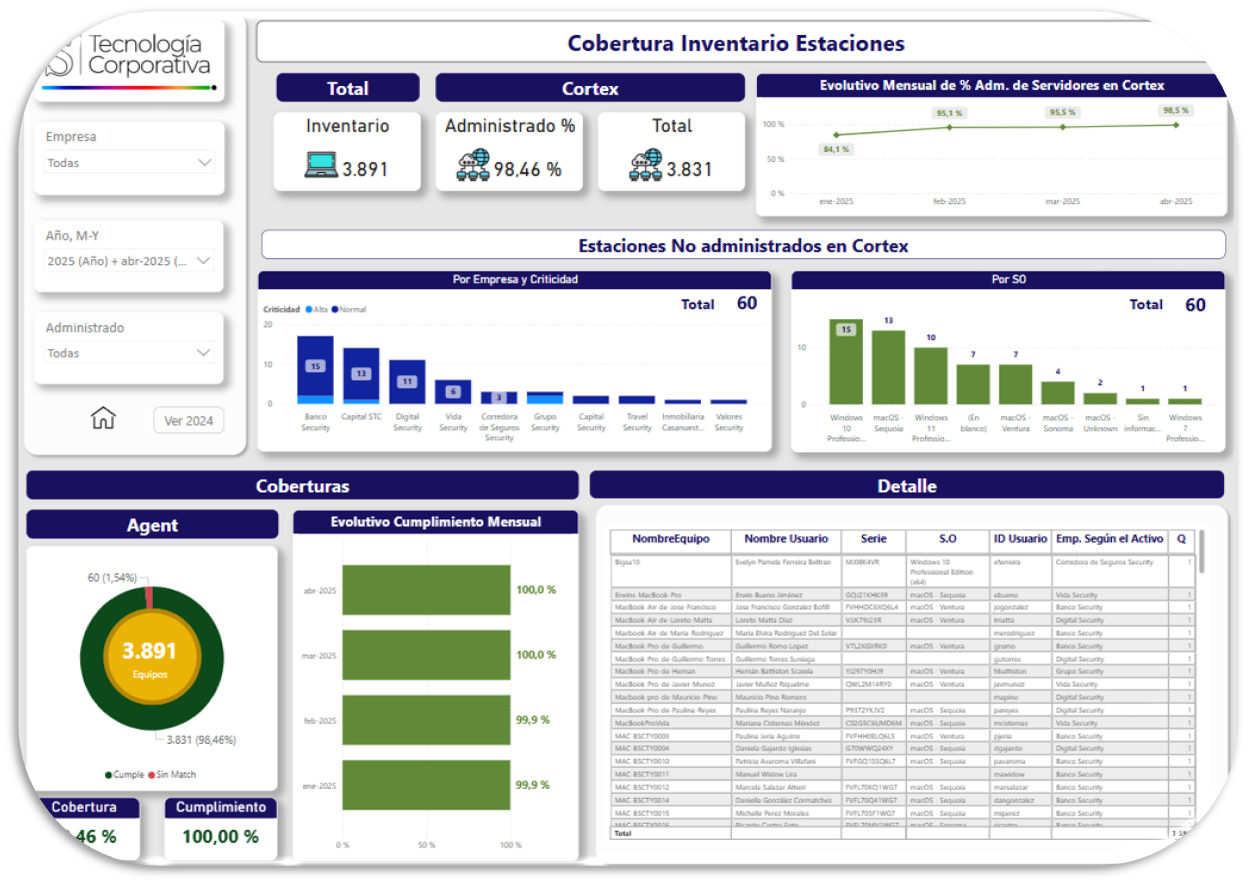 S Tecnología
Corporativa
Cobertura Inventario Estaciones
Empresa
Todas
Año, M-Y
2025 (Año) + abr-2025 (...
Administrado
Todas
Ver 2024
Total
Inventario
3.891
Cortex
Administrado %
98,46 %
Total
3.831
Evolutivo Mensual de % Adm. de Servidores en Cortex
100 %
50 %
0 %
84,1 %
95,1 %
95,5 %
98,5 %
ene-2025
feb-2025
mar-2025
abr-2025
Estaciones No administrados en Cortex
Por Empresa y Criticidad
Criticidad Alta Normal
Total 60
20
10
0
15
13
11
6
3
Banco Security
Capital STC
Digital Security
Vida Security
Corredora de Seguros Security
Grupo Security
Capital Security
Travel Security
Inmobiliaria Casanuest...
Valores Security
Por SO
Total 60
10
0
15
13
10
7
7
4
2
1
1
Windows 10 Professio...
macOS - Sequoia
Windows 11 Professio...
(En blanco)
macOS - Ventura
macOS - Sonoma
macOS - Unknown
Sin informac...
Windows 7 Professio...
Coberturas
Agent
60 (1,54%)
3.891
Equipos
3.831 (98,46%)
Cumple Sin Match
Cobertura
46 %
Cumplimiento
100,00 %
Evolutivo Cumplimiento Mensual
abr-2025 100,0 %
mar-2025 100,0 %
feb-2025 99,9 %
ene-2025 99,9 %
0 % 50 % 100 %
Detalle
NombreEquipo Nombre Usuario Serie S.O ID Usuario Emp. Según el Activo Q
Bigsa10 Evelyn Pamela Ferreira Beltran MJ08K4VR Windows 10 Professional Edition (x64) eferreira Corredora de Seguros Security 1
Erwins MacBook Pro Erwin Bueno Jiménez GQJ21KHK39 macOS - Sequoia ebueno Vida Security 1
MacBook Air de Jose Francisco Jose Francisco Gonzalez Bofill FVHHDC6XQ6L4 macOS - Ventura jogonzalez Banco Security 1
MacBook Air de Loreto Matta Loreto Matta Diaz macOS - Ventura lmatta Digital Security 1
Macbook Air de Maria Rodriguez Maria Elvira Rodriguez Del Solar merodriguez Banco Security 1
MacBook Pro de Guillermo Guillermo Romo Lopez macOS - Sequoia gromo Banco Security 1
MacBook Pro de Guillermo Torres Guillermo Torres Suniaga gutorres Digital Security 1
MacBook Pro de Hernan Hernán Battiston Scaiola YJ297Y0HJ9 macOS - Ventura hbattiston Grupo Security 1
MacBook Pro de Javier Munoz Javier Muñoz Riquelme QWL2M14RY0 macOS - Ventura javmunoz Vida Security 1
Macbook pro de Mauricio Pino Mauricio Pino Romero mapino Digital Security 1
MacBook Pro de Paulina Reyes Paulina Reyes Naranjo P93T2YKJV2 macOS - Sequoia pareyes Digital Security 1
MacBookProVida Mariana Cisternas Méndez C02G5C6UMD6M macOS - Sequoia mcisternas Vida Security 1
MAC BSCTY0003 Paulina Jeria Aguirre FVFHH0ELQ6L5 macOS - Ventura pjeria Banco Security 1
MAC BSCTY0004 Daniela Gajardo Iglesias G70WWQ24XY macOS - Sequoia dgajardo Digital Security 1
MAC BSCTY0010 Patricia Avaroma Villafani FVFGQ1SSQ6L7 macOS - Sequoia pavaroma Banco Security 1
MAC BSCTY0011 Manuel Widow Lira mawidow Banco Security 1
MAC BSCTY0012 Marcela Salazar Altieri FVFL70KQ1WG7 macOS - Sequoia marsalazar Banco Security 1
MAC BSCTY0014 Daniella González Cormatches FVFL70Q41WG7 macOS - Sequoia dangonzalez Banco Security 1
MAC BSCTY0015 Michelle Perez Morales FVFL70SF1WG7 macOS - Sequoia miperez Banco Security 1
MAC BSCTY0016 Ricardo Castro Soto macOS - Sonoma ricastro Banco Security 1
Total